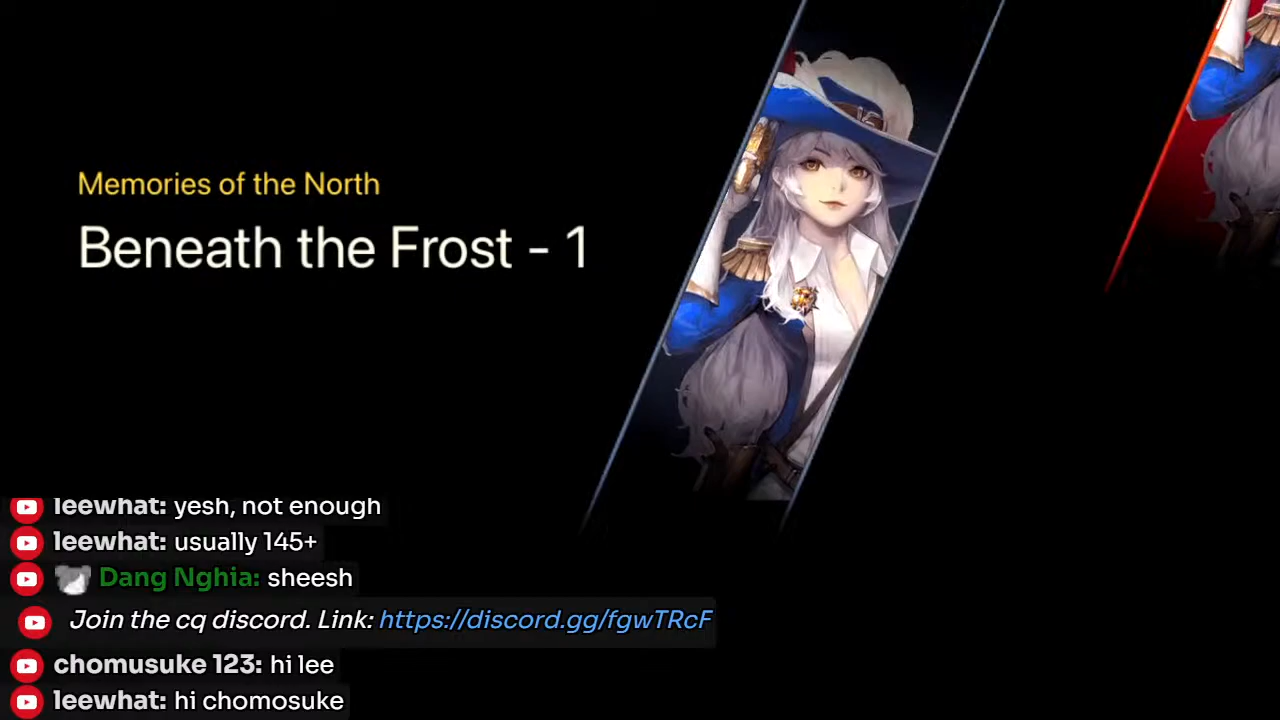 Memories of the North
Beneath the Frost - 1
leewhat: yesh, not enough
leewhat: usually 145+
Dang Nghia: sheesh
Join the cq discord. Link: https://discord.gg/fgwTRcF
chomusuke 123: hi lee
leewhat: hi chomosuke